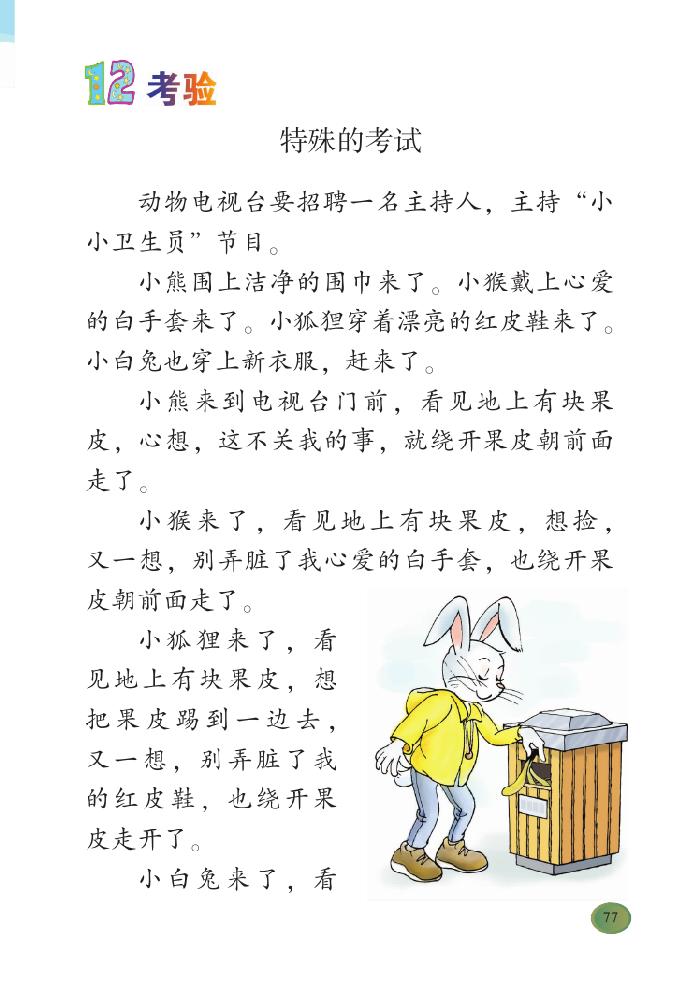 12 考验
特殊的考试
动物电视台要招聘一名主持人，主持“小
小卫生员”节目。
小熊围上洁净的围巾来了。小猴戴上心爱
的白手套来了。小狐狸穿着漂亮的红皮鞋来了。
小白兔也穿上新衣服，赶来了。
小熊来到电视台门前，看见地上有块果
皮，心想，这不关我的事，就绕开果皮朝前面
走了。
小猴来了，看见地上有块果皮，想捡，
又一想，别弄脏了我心爱的白手套，也绕开果
皮朝前面走了。
小狐狸来了，看
见地上有块果皮，想
把果皮踢到一边去，
又一想，别弄脏了我
的红皮鞋，也绕开果
皮走开了。
小白兔来了，看
77